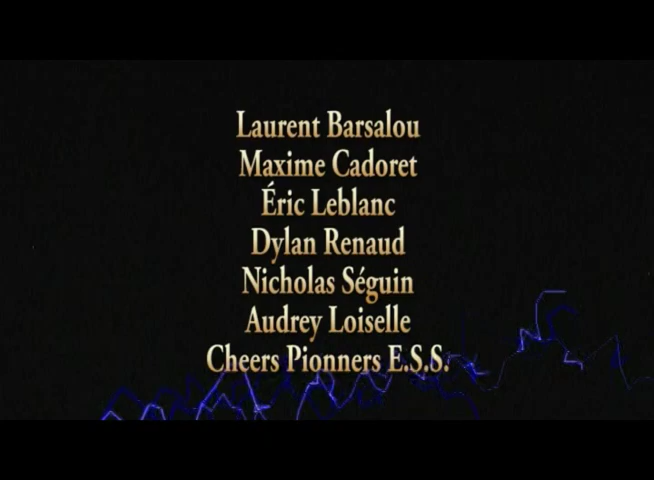 Laurent Barsalou
Maxime Cadoret
Éric Leblanc
Dylan Renaud
Nicholas Séguin
Audrey Loiselle
Cheers Pionners E.S.S.